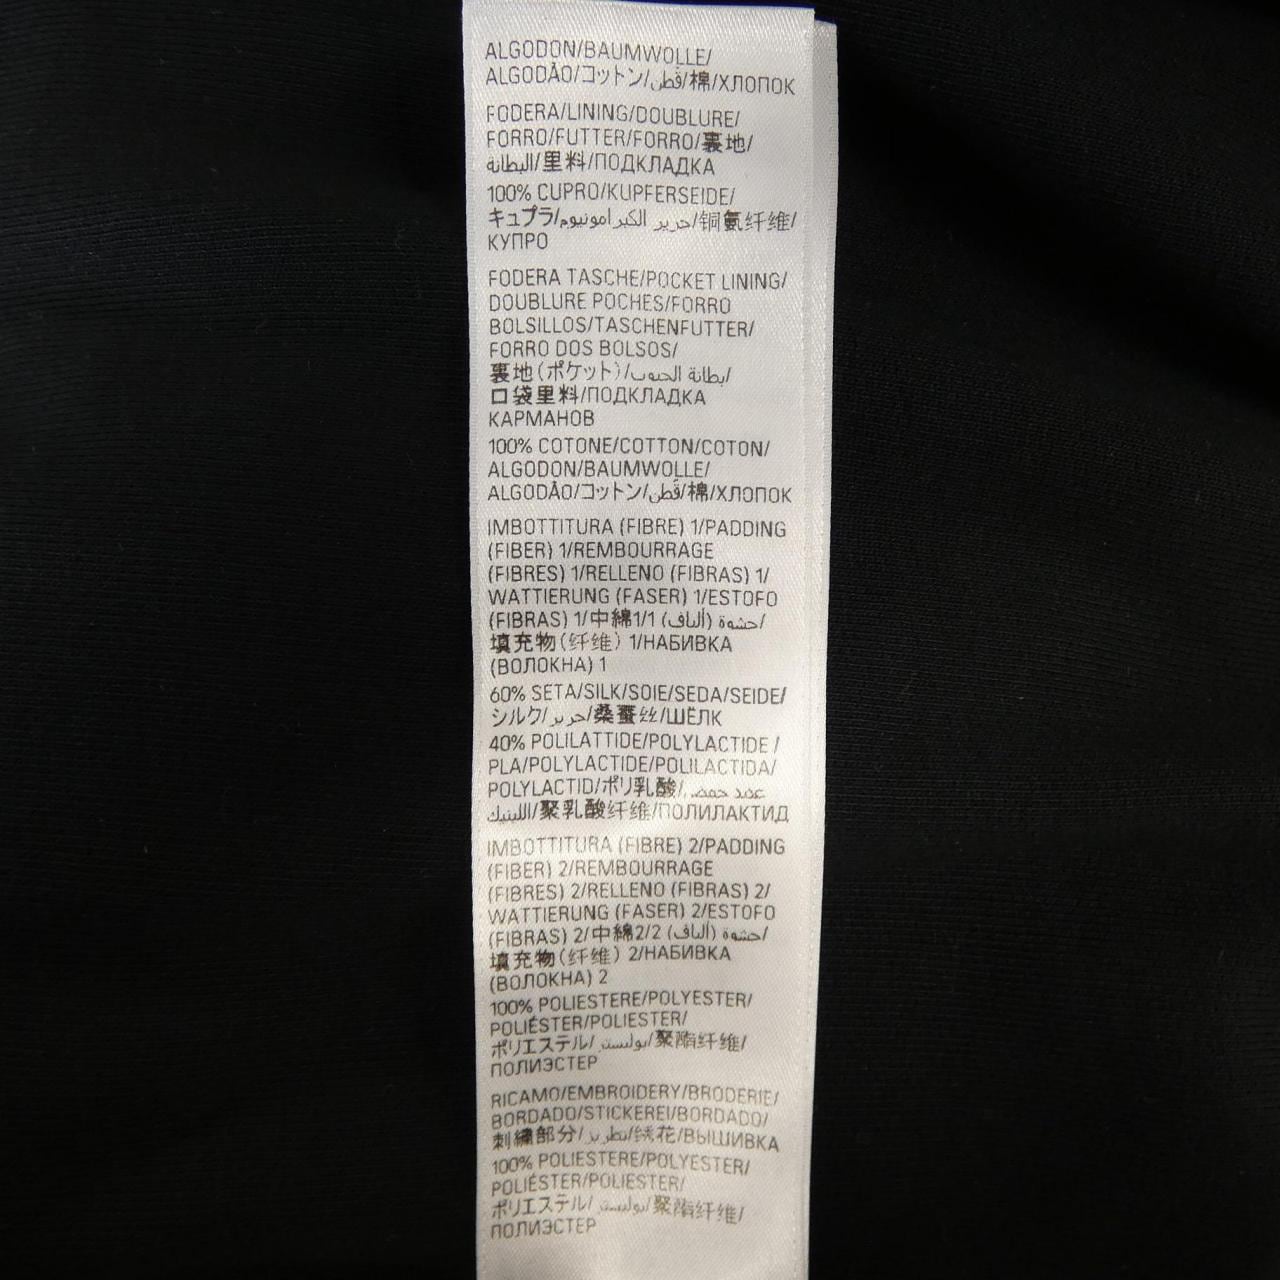 ALGODON/BAUMWOLLE/
ALGODÃO/コットン/قطن/棉/ХЛОПОК
FODERA/LINING/DOUBLURE/
FORRO/FUTTER/FORRO/裏地/
البطانة/里料/ПОДКЛАДКА
100% CUPRO/KUPFERSEIDE/
キュプラ/حرير الكبرامونيوم/铜氨纤维/
КУПРО
FODERA TASCHE/POCKET LINING/
DOUBLURE POCHES/FORRO
BOLSILLOS/TASCHENFUTTER/
FORRO DOS BOLSOS/
裏地(ポケット)/بطانة الجيوب/
口袋里料/ПОДКЛАДКА
КАРМАНОВ
100% COTONE/COTTON/COTON/
ALGODON/BAUMWOLLE/
ALGODÃO/コットン/قطن/棉/ХЛОПОК
IMBOTTITURA (FIBRE) 1/PADDING
(FIBER) 1/REMBOURRAGE
(FIBRES) 1/RELLENO (FIBRAS) 1/
WATTIERUNG (FASER) 1/ESTOFO
(FIBRAS) 1/中綿1/حشوة (ألياف) 1/
填充物(纤维) 1/НАБИВКА
(ВОЛОКНА) 1
60% SETA/SILK/SOIE/SEDA/SEIDE/
シルク/حرير/桑蚕丝/ШЁЛК
40% POLILATTIDE/POLYLACTIDE /
PLA/POLYLACTIDE/POLILACTIDA/
POLYLACTID/ポリ乳酸/عديد حمض
اللبنيك/聚乳酸纤维/ПОЛИЛАКТИД
IMBOTTITURA (FIBRE) 2/PADDING
(FIBER) 2/REMBOURRAGE
(FIBRES) 2/RELLENO (FIBRAS) 2/
WATTIERUNG (FASER) 2/ESTOFO
(FIBRAS) 2/中綿2/حشوة (ألياف) 2/
填充物(纤维) 2/НАБИВКА
(ВОЛОКНА) 2
100% POLIESTERE/POLYESTER/
POLIÉSTER/POLIESTER/
ポリエステル/بوليستر/聚酯纤维/
ПОЛИЭСТЕР
RICAMO/EMBROIDERY/BRODERIE/
BORDADO/STICKEREI/BORDADO/
刺繍部分/تطريز/绣花/ВЫШИВКА
100% POLIESTERE/POLYESTER/
POLIÉSTER/POLIESTER/
ポリエステル/بوليستر/聚酯纤维/
ПОЛИЭСТЕР